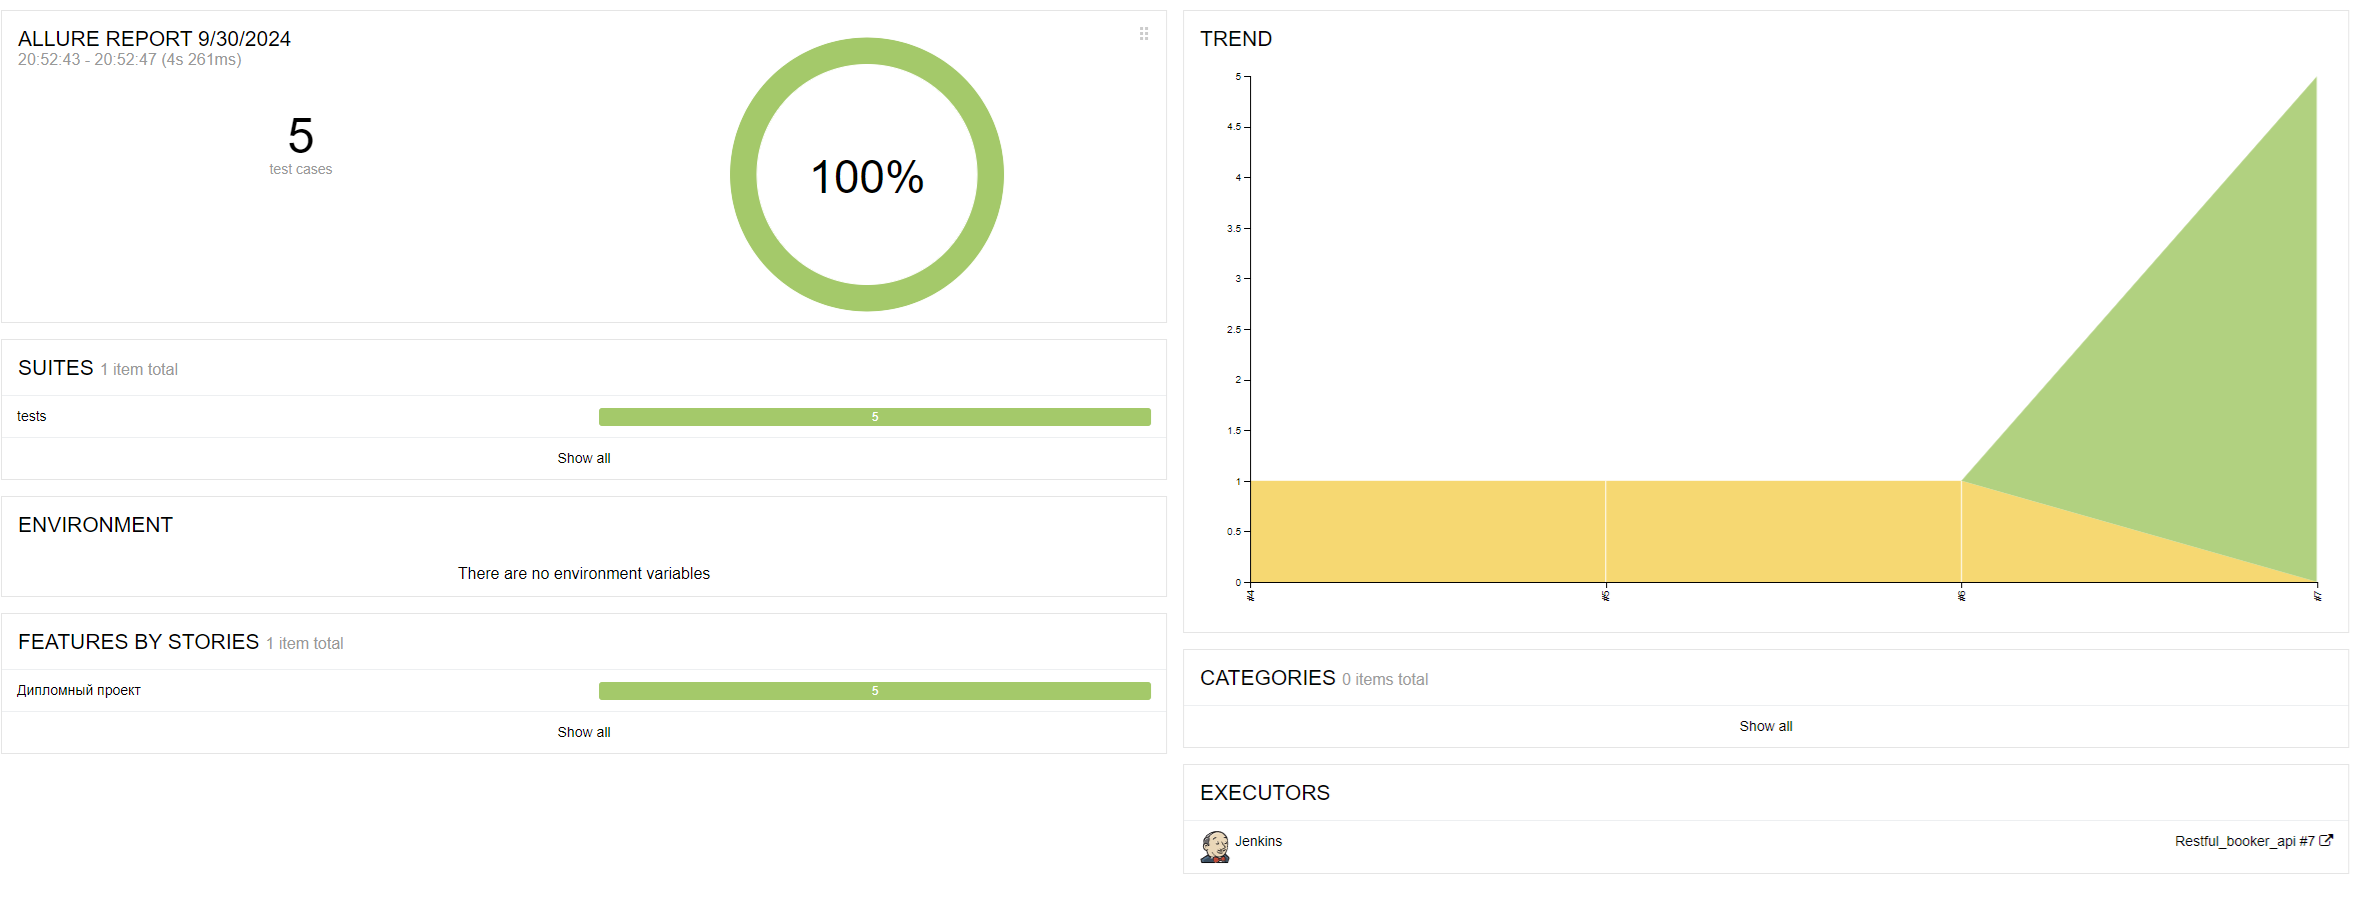 ALLURE REPORT 9/30/2024
20:52:43 - 20:52:47 (4s 261ms)
5
test cases
100%
SUITES 1 item total
tests 5
Show all
ENVIRONMENT
There are no environment variables
FEATURES BY STORIES 1 item total
Дипломный проект 5
Show all
TREND
5
4.5
4
3.5
3
2.5
2
1.5
1
0.5
0
#4 #5 #6 #7
CATEGORIES 0 items total
Show all
EXECUTORS
Jenkins Restful_booker_api #7